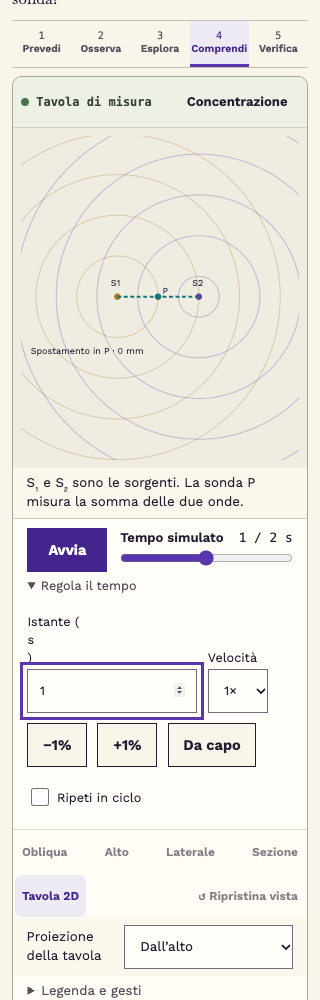 sonda?
1 2 3 4 5
Prevedi Osserva Esplora Comprendi Verifica
Tavola di misura Concentrazione
S1 P S2
Spostamento in P · 0 mm
S₁ e S₂ sono le sorgenti. La sonda P
misura la somma delle due onde.
Avvia Tempo simulato 1 / 2 s
▼ Regola il tempo
Istante (
s
) Velocità
1 1×
−1% +1% Da capo
Ripeti in ciclo
Obliqua Alto Laterale Sezione
Tavola 2D ↺ Ripristina vista
Proiezione
della tavola Dall’alto
▶ Legenda e gesti